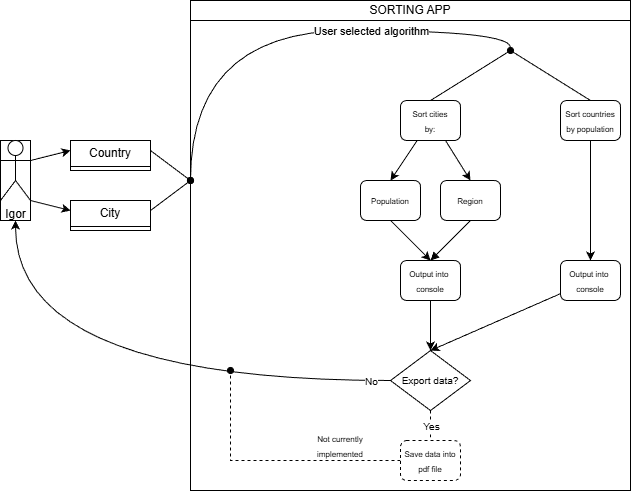 SORTING APP
User selected algorithm
Sort cities
by:
Sort countries
by population
Country
City
Igor
Population
Region
Output into
console
Output into
console
Export data?
No
Yes
Not currently
implemented
Save data into
pdf file